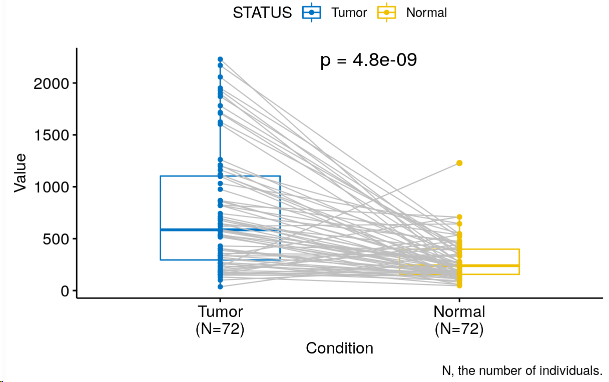 STATUS Tumor Normal
p = 4.8e-09
Value
2000
1500
1000
500
0
Tumor Normal
(N=72) (N=72)
Condition
N, the number of individuals.